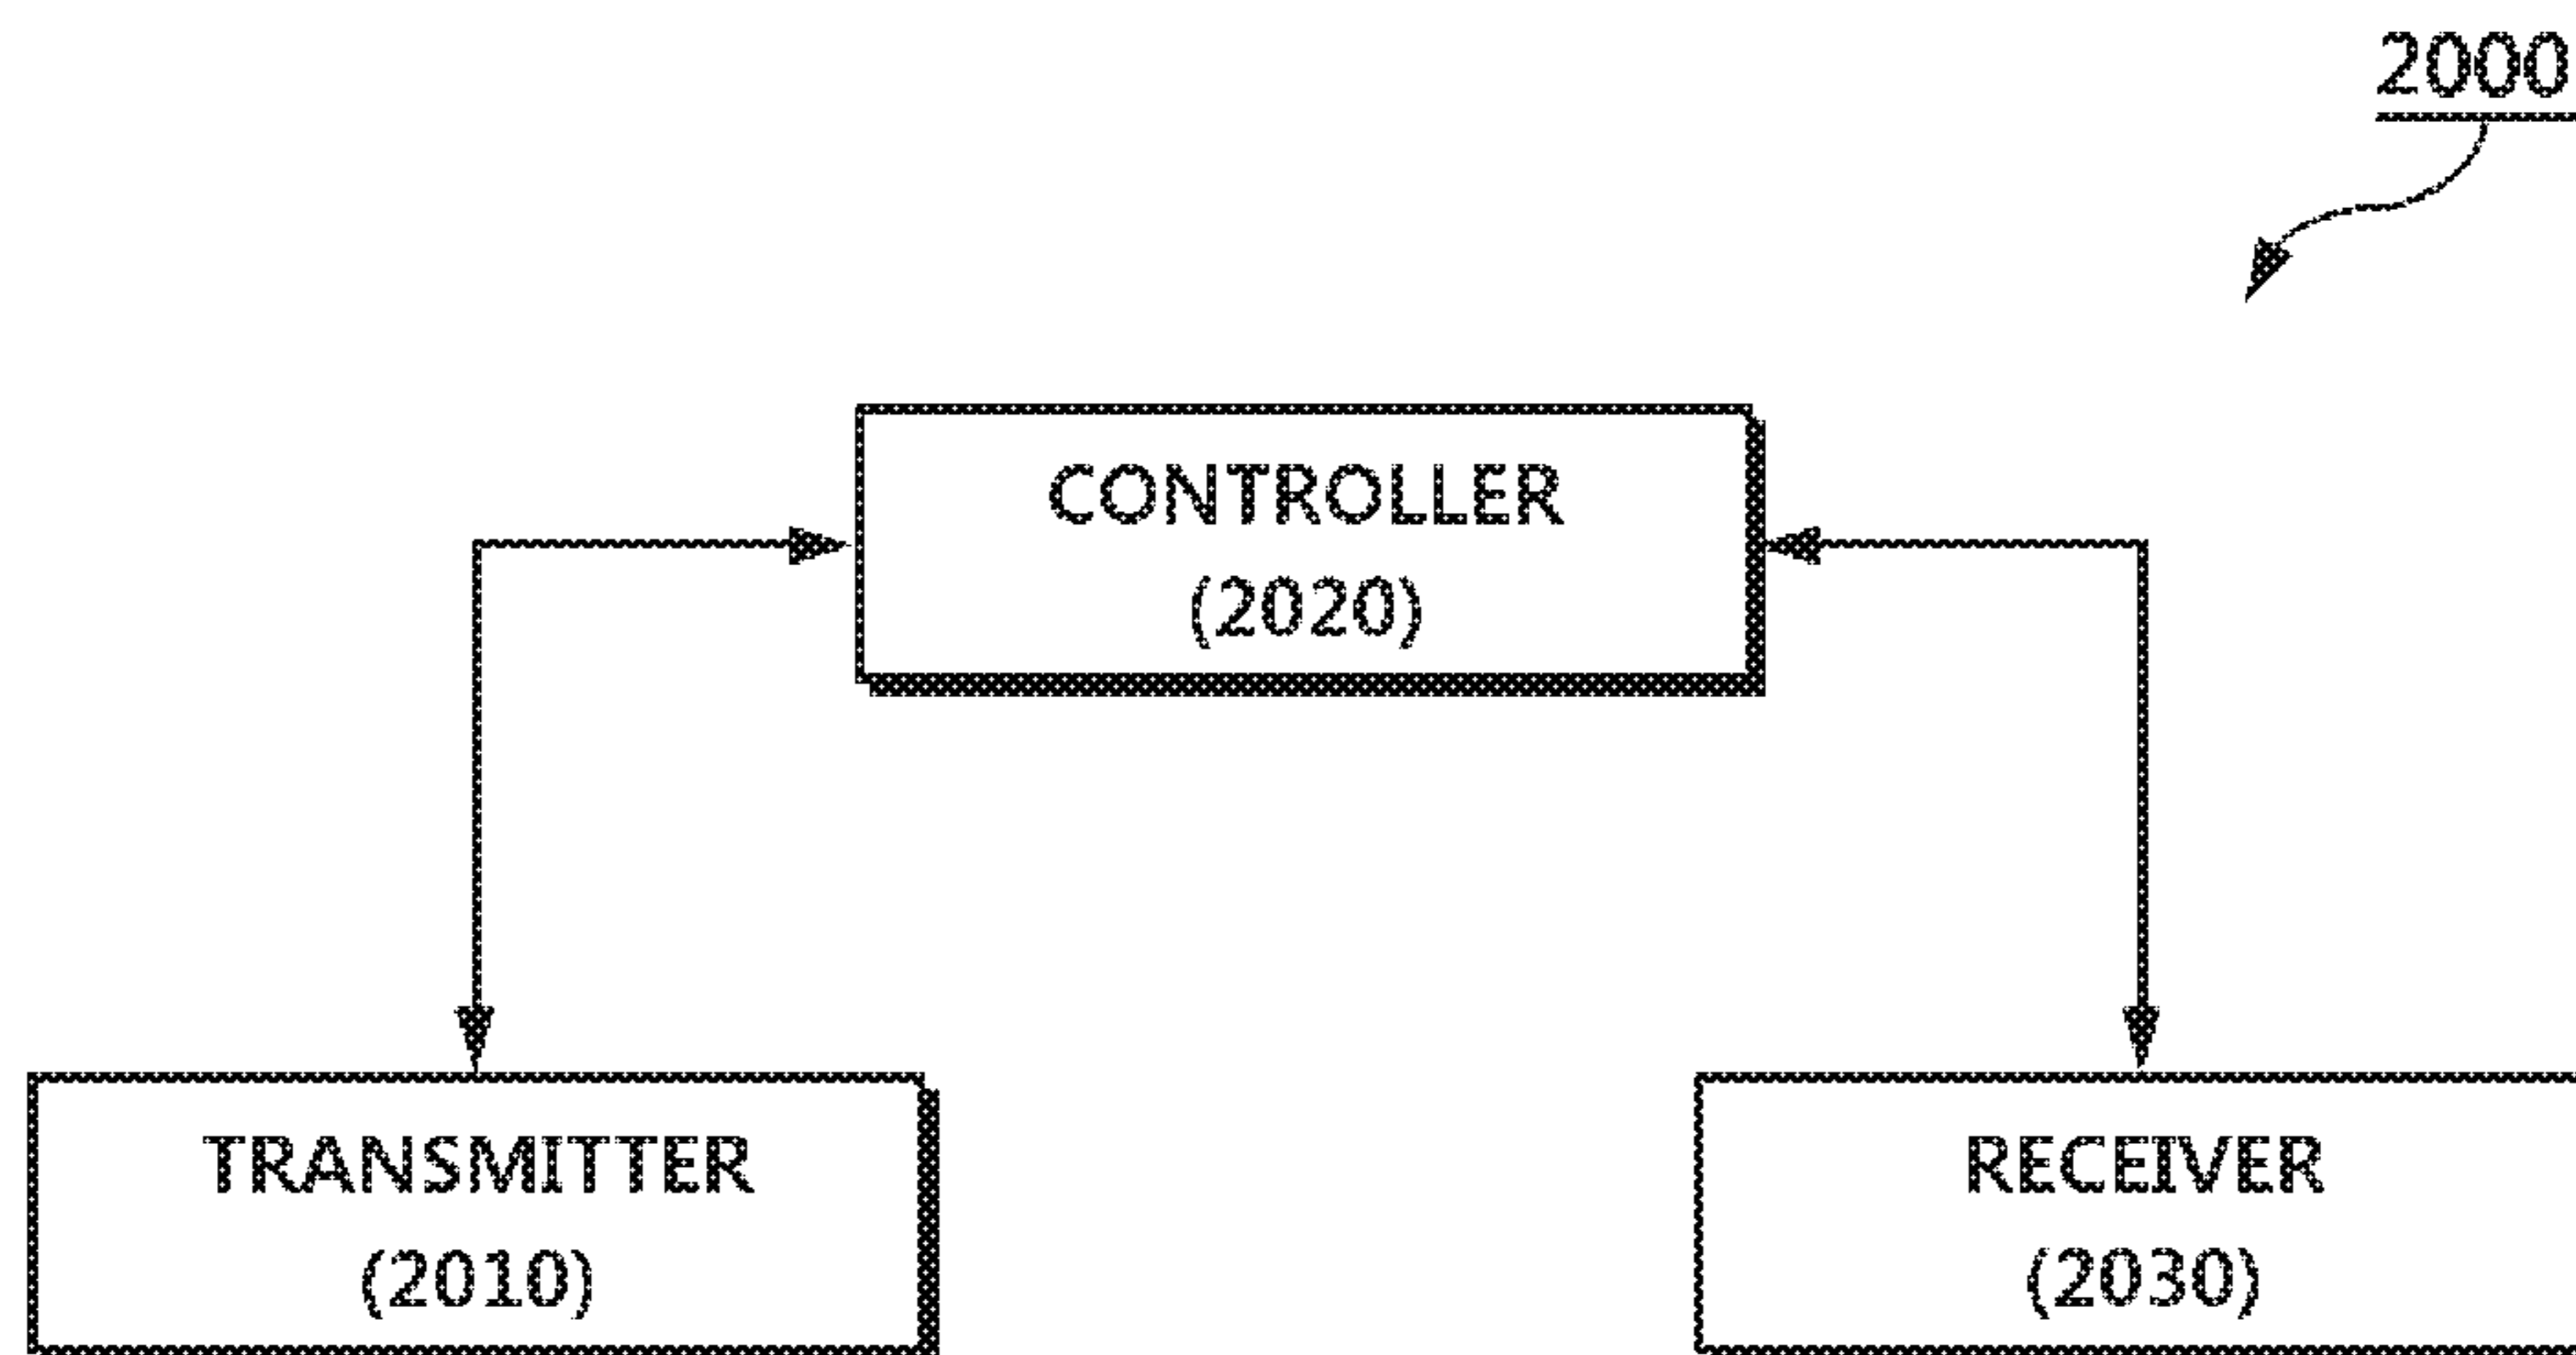 2000
CONTROLLER
(2020)
TRANSMITTER
(2010)
RECEIVER
(2030)